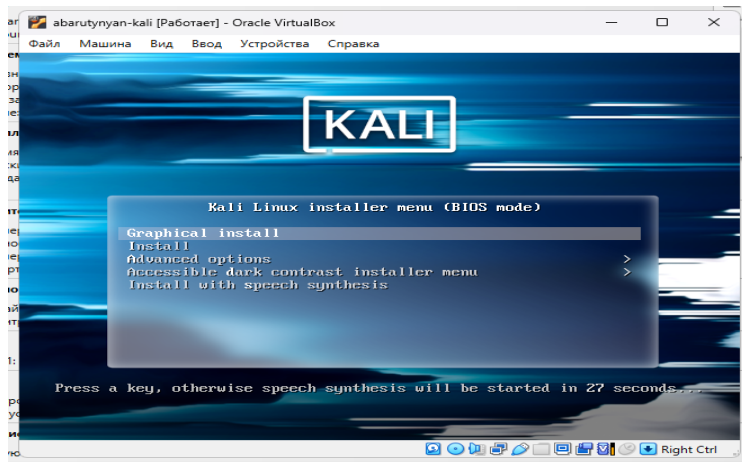 abarutynyan-kali [Работает] - Oracle VirtualBox
Файл Машина Вид Ввод Устройства Справка
KALI
Kali Linux installer menu (BIOS mode)
Graphical install
Install
Advanced options >
Accessible dark contrast installer menu >
Install with speech synthesis
Press a key, otherwise speech synthesis will be started in 27 seconds...
Right Ctrl